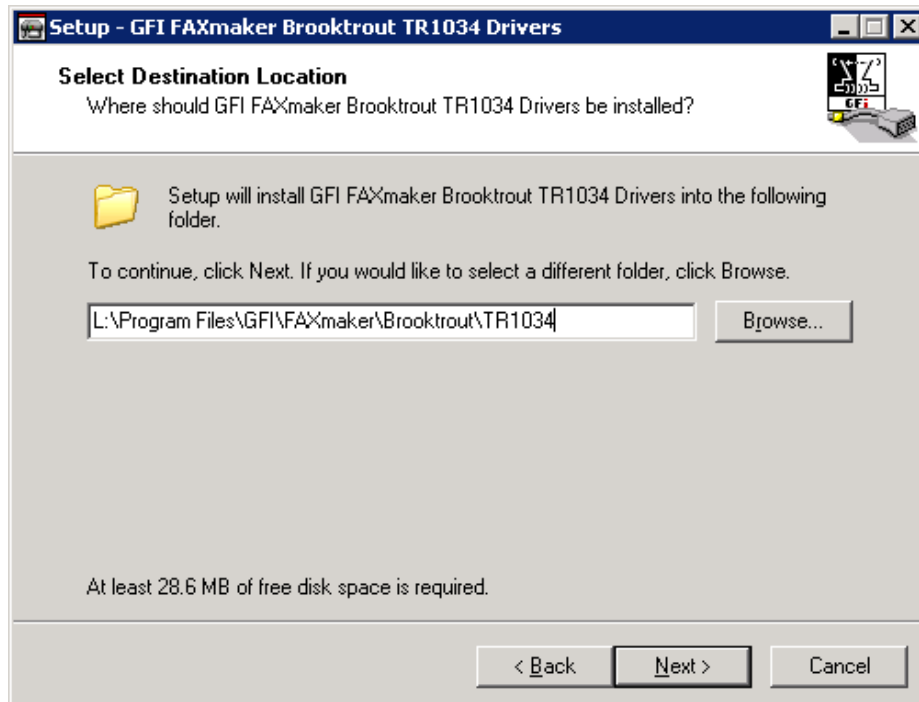 Setup - GFI FAXmaker Brooktrout TR1034 Drivers
Select Destination Location
Where should GFI FAXmaker Brooktrout TR1034 Drivers be installed?
GFi
Setup will install GFI FAXmaker Brooktrout TR1034 Drivers into the following
folder.
To continue, click Next. If you would like to select a different folder, click Browse.
L:\Program Files\GFI\FAXmaker\Brooktrout\TR1034
Browse...
At least 28.6 MB of free disk space is required.
< Back
Next >
Cancel